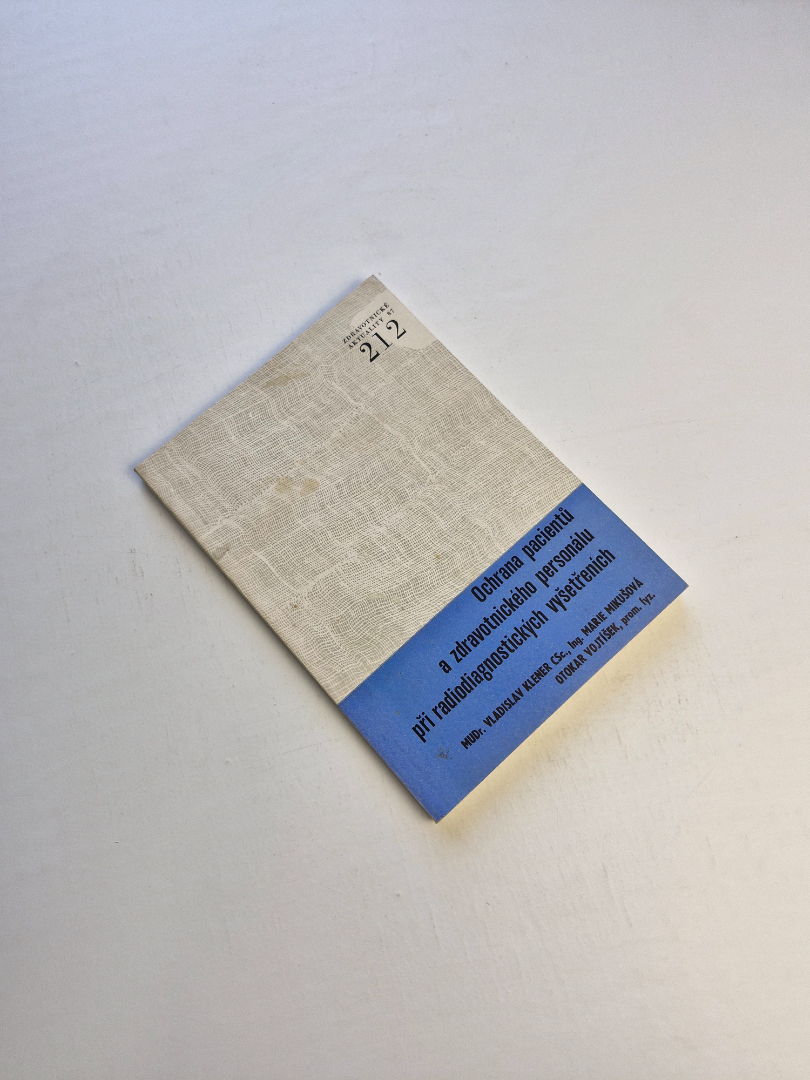 ZDRAVOTNICKÉ
AKTUALITY 87
212
Ochrana pacientů
a zdravotnického personálu
při radiodiagnostických vyšetřeních
MUDr. VLADISLAV KLENER CSc., Ing. MARIE MIKUŠOVÁ
OTOKAR VOJTÍŠEK, prom. fyz.